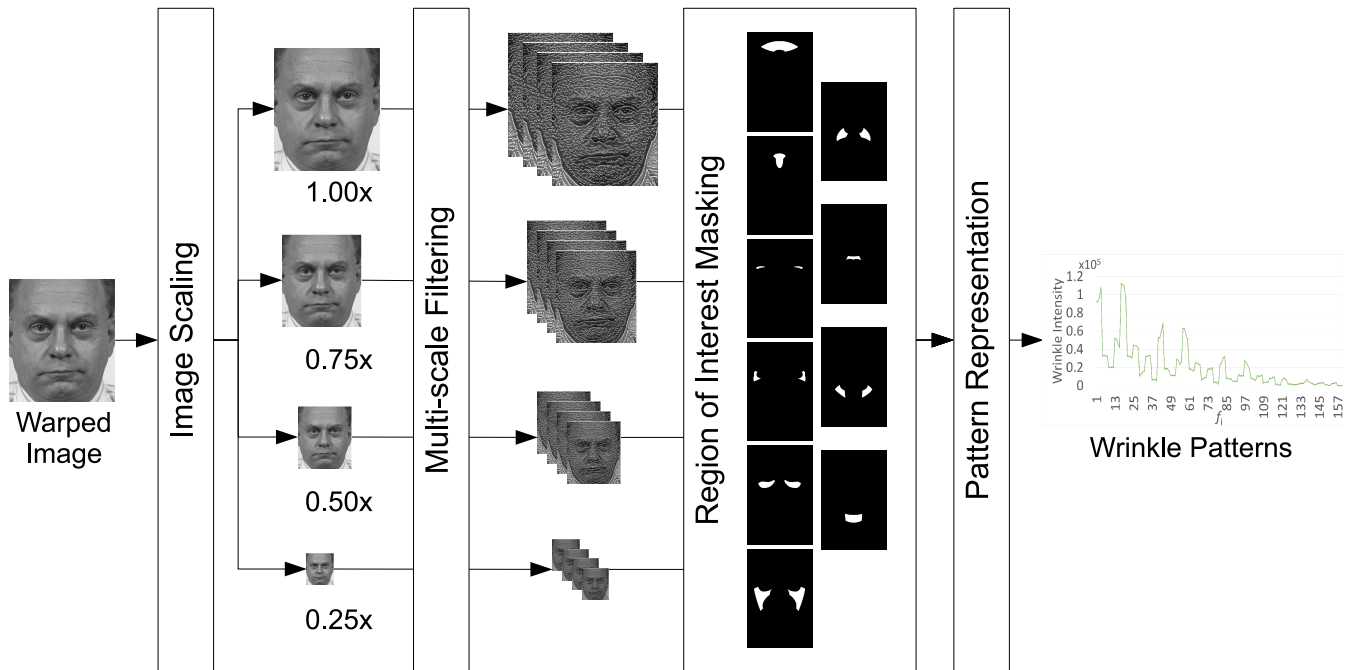 Warped
Image
Image Scaling
1.00x
0.75x
0.50x
0.25x
Multi-scale Filtering
Region of Interest Masking
Pattern Representation
x10⁵
Wrinkle Intensity
1.2
1
0.8
0.6
0.4
0.2
0
1 13 25 37 49 61 73 85 97 109 121 133 145 157
fi
Wrinkle Patterns